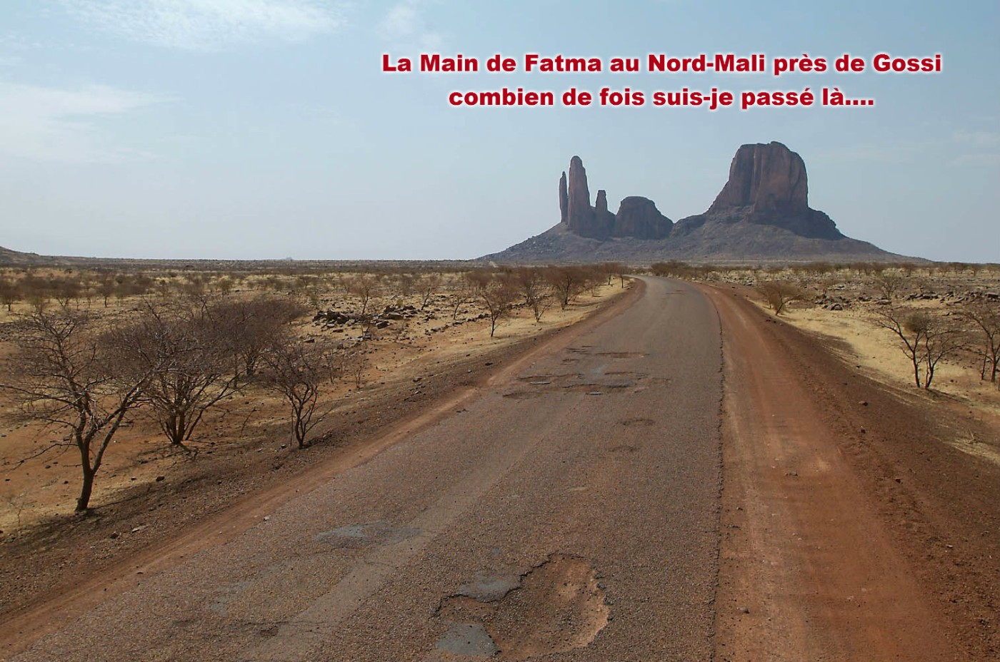 La Main de Fatma au Nord-Mali près de Gossi
combien de fois suis-je passé là....